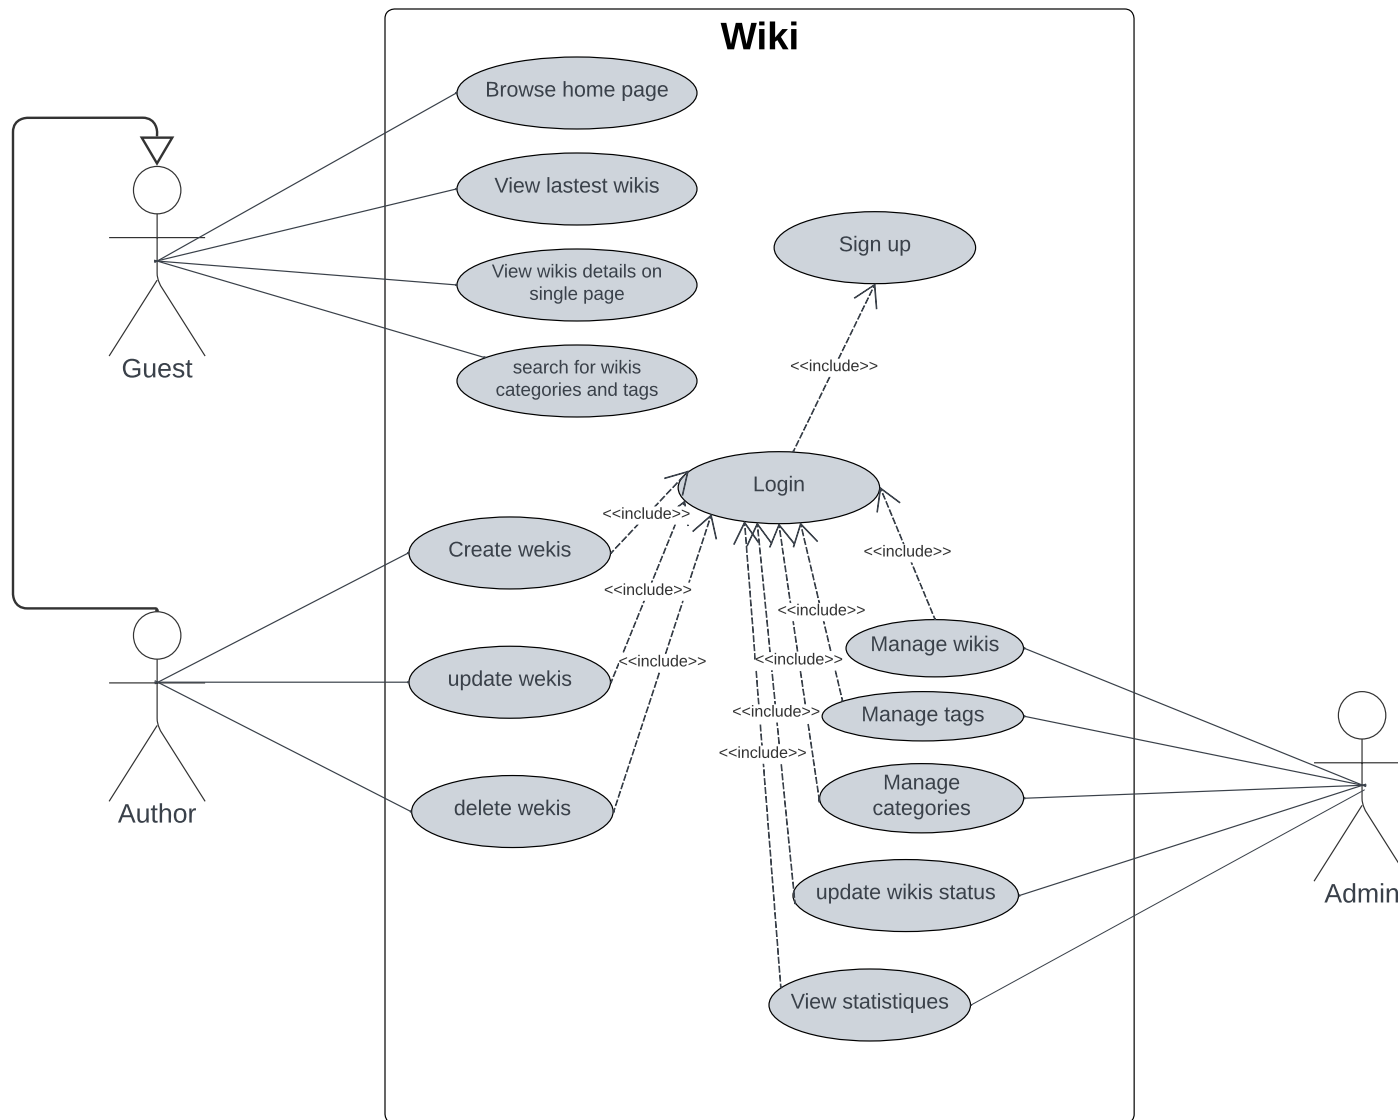 Wiki
Browse home page
View lastest wikis
View wikis details on
single page
search for wikis
categories and tags
Guest
Sign up
<<include>>
Login
<<include>>
Create wekis
<<include>>
<<include>>
update wekis
<<include>>
delete wekis
Author
<<include>>
Manage wikis
<<include>>
Manage tags
<<include>>
Manage
categories
<<include>>
update wikis status
View statistiques
Admin